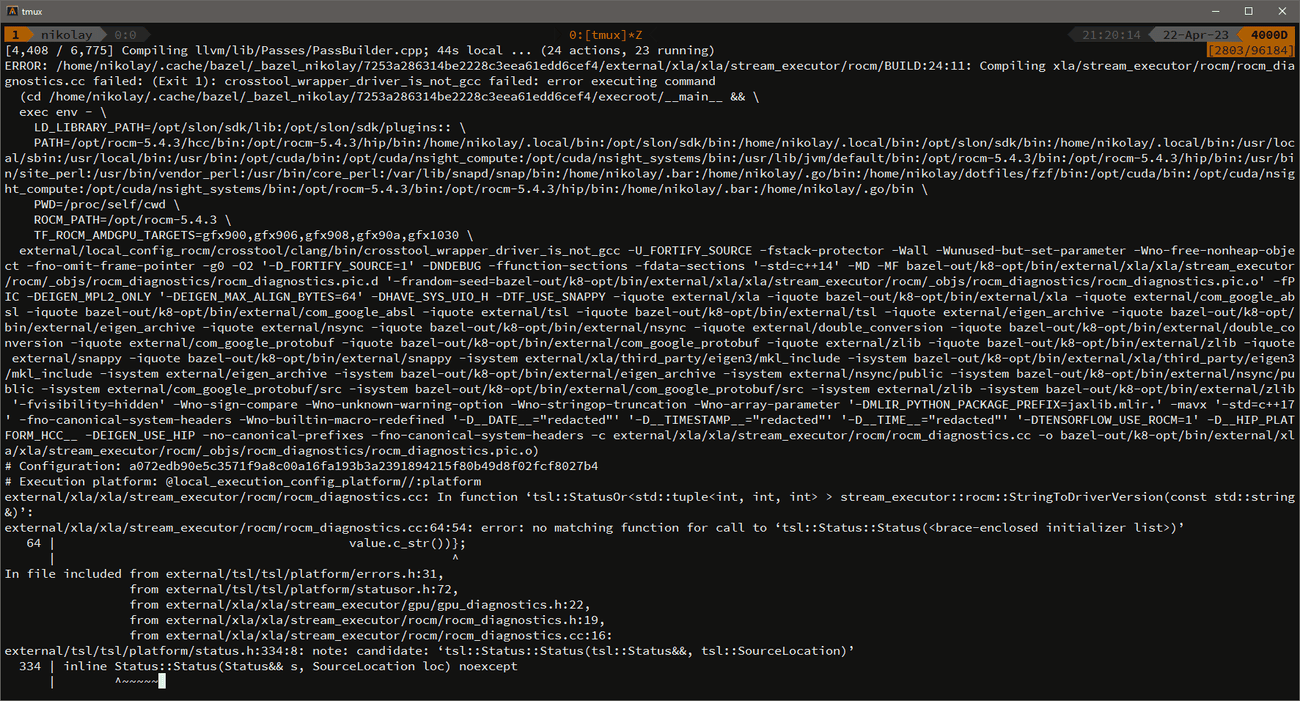 tmux
1 nikolay 0:0 0:[tmux]*Z 21:20:14 22-Apr-23 4000D
[4,408 / 6,775] Compiling llvm/lib/Passes/PassBuilder.cpp; 44s local ... (24 actions, 23 running) [2803/96184]
ERROR: /home/nikolay/.cache/bazel/_bazel_nikolay/7253a286314be2228c3eea61edd6cef4/external/xla/xla/stream_executor/rocm/BUILD:24:11: Compiling xla/stream_executor/rocm/rocm_dia
gnostics.cc failed: (Exit 1): crosstool_wrapper_driver_is_not_gcc failed: error executing command
(cd /home/nikolay/.cache/bazel/_bazel_nikolay/7253a286314be2228c3eea61edd6cef4/execroot/__main__ && \
exec env - \
LD_LIBRARY_PATH=/opt/slon/sdk/lib:/opt/slon/sdk/plugins:: \
PATH=/opt/rocm-5.4.3/hcc/bin:/opt/rocm-5.4.3/hip/bin:/home/nikolay/.local/bin:/opt/slon/sdk/bin:/home/nikolay/.local/bin:/opt/slon/sdk/bin:/home/nikolay/.local/bin:/usr/loc
al/sbin:/usr/local/bin:/usr/bin:/opt/cuda/bin:/opt/cuda/nsight_compute:/opt/cuda/nsight_systems/bin:/usr/lib/jvm/default/bin:/opt/rocm-5.4.3/bin:/opt/rocm-5.4.3/hip/bin:/usr/bi
n/site_perl:/usr/bin/vendor_perl:/usr/bin/core_perl:/var/lib/snapd/snap/bin:/home/nikolay/.bar:/home/nikolay/.go/bin:/home/nikolay/dotfiles/fzf/bin:/opt/cuda/bin:/opt/cuda/nsig
ht_compute:/opt/cuda/nsight_systems/bin:/opt/rocm-5.4.3/bin:/opt/rocm-5.4.3/hip/bin:/home/nikolay/.bar:/home/nikolay/.go/bin \
PWD=/proc/self/cwd \
ROCM_PATH=/opt/rocm-5.4.3 \
TF_ROCM_AMDGPU_TARGETS=gfx900,gfx906,gfx908,gfx90a,gfx1030 \
external/local_config_rocm/crosstool/clang/bin/crosstool_wrapper_driver_is_not_gcc -U_FORTIFY_SOURCE -fstack-protector -Wall -Wunused-but-set-parameter -Wno-free-nonheap-obje
ct -fno-omit-frame-pointer -g0 -O2 '-D_FORTIFY_SOURCE=1' -DNDEBUG -ffunction-sections -fdata-sections '-std=c++14' -MD -MF bazel-out/k8-opt/bin/external/xla/xla/stream_executor
/rocm/_objs/rocm_diagnostics/rocm_diagnostics.pic.d '-frandom-seed=bazel-out/k8-opt/bin/external/xla/xla/stream_executor/rocm/_objs/rocm_diagnostics/rocm_diagnostics.pic.o' -fP
IC -DEIGEN_MPL2_ONLY '-DEIGEN_MAX_ALIGN_BYTES=64' -DHAVE_SYS_UIO_H -DTF_USE_SNAPPY -iquote external/xla -iquote bazel-out/k8-opt/bin/external/xla -iquote external/com_google_ab
sl -iquote bazel-out/k8-opt/bin/external/com_google_absl -iquote external/tsl -iquote bazel-out/k8-opt/bin/external/tsl -iquote external/eigen_archive -iquote bazel-out/k8-opt/
bin/external/eigen_archive -iquote external/nsync -iquote bazel-out/k8-opt/bin/external/nsync -iquote external/double_conversion -iquote bazel-out/k8-opt/bin/external/double_co
nversion -iquote external/com_google_protobuf -iquote bazel-out/k8-opt/bin/external/com_google_protobuf -iquote external/zlib -iquote bazel-out/k8-opt/bin/external/zlib -iquote
external/snappy -iquote bazel-out/k8-opt/bin/external/snappy -isystem external/xla/third_party/eigen3/mkl_include -isystem bazel-out/k8-opt/bin/external/xla/third_party/eigen3
/mkl_include -isystem external/eigen_archive -isystem bazel-out/k8-opt/bin/external/eigen_archive -isystem external/nsync/public -isystem bazel-out/k8-opt/bin/external/nsync/pu
blic -isystem external/com_google_protobuf/src -isystem bazel-out/k8-opt/bin/external/com_google_protobuf/src -isystem external/zlib -isystem bazel-out/k8-opt/bin/external/zlib
'-fvisibility=hidden' -Wno-sign-compare -Wno-unknown-warning-option -Wno-stringop-truncation -Wno-array-parameter '-DMLIR_PYTHON_PACKAGE_PREFIX=jaxlib.mlir.' -mavx '-std=c++17
' -fno-canonical-system-headers -Wno-builtin-macro-redefined '-D__DATE__="redacted"' '-D__TIMESTAMP__="redacted"' '-D__TIME__="redacted"' '-DTENSORFLOW_USE_ROCM=1' -D__HIP_PLAT
FORM_HCC__ -DEIGEN_USE_HIP -no-canonical-prefixes -fno-canonical-system-headers -c external/xla/xla/stream_executor/rocm/rocm_diagnostics.cc -o bazel-out/k8-opt/bin/external/xl
a/xla/stream_executor/rocm/_objs/rocm_diagnostics/rocm_diagnostics.pic.o)
# Configuration: a072edb90e5c3571f9a8c00a16fa193b3a2391894215f80b49d8f02fcf8027b4
# Execution platform: @local_execution_config_platform//:platform
external/xla/xla/stream_executor/rocm/rocm_diagnostics.cc: In function ‘tsl::StatusOr<std::tuple<int, int, int> > stream_executor::rocm::StringToDriverVersion(const std::string
&)’:
external/xla/xla/stream_executor/rocm/rocm_diagnostics.cc:64:54: error: no matching function for call to ‘tsl::Status::Status(<brace-enclosed initializer list>)’
64 | value.c_str())};
| ^
In file included from external/tsl/tsl/platform/errors.h:31,
from external/tsl/tsl/platform/statusor.h:72,
from external/xla/xla/stream_executor/gpu/gpu_diagnostics.h:22,
from external/xla/xla/stream_executor/rocm/rocm_diagnostics.h:19,
from external/xla/xla/stream_executor/rocm/rocm_diagnostics.cc:16:
external/tsl/tsl/platform/status.h:334:8: note: candidate: ‘tsl::Status::Status(tsl::Status&&, tsl::SourceLocation)’
334 | inline Status::Status(Status&& s, SourceLocation loc) noexcept
| ^~~~~~